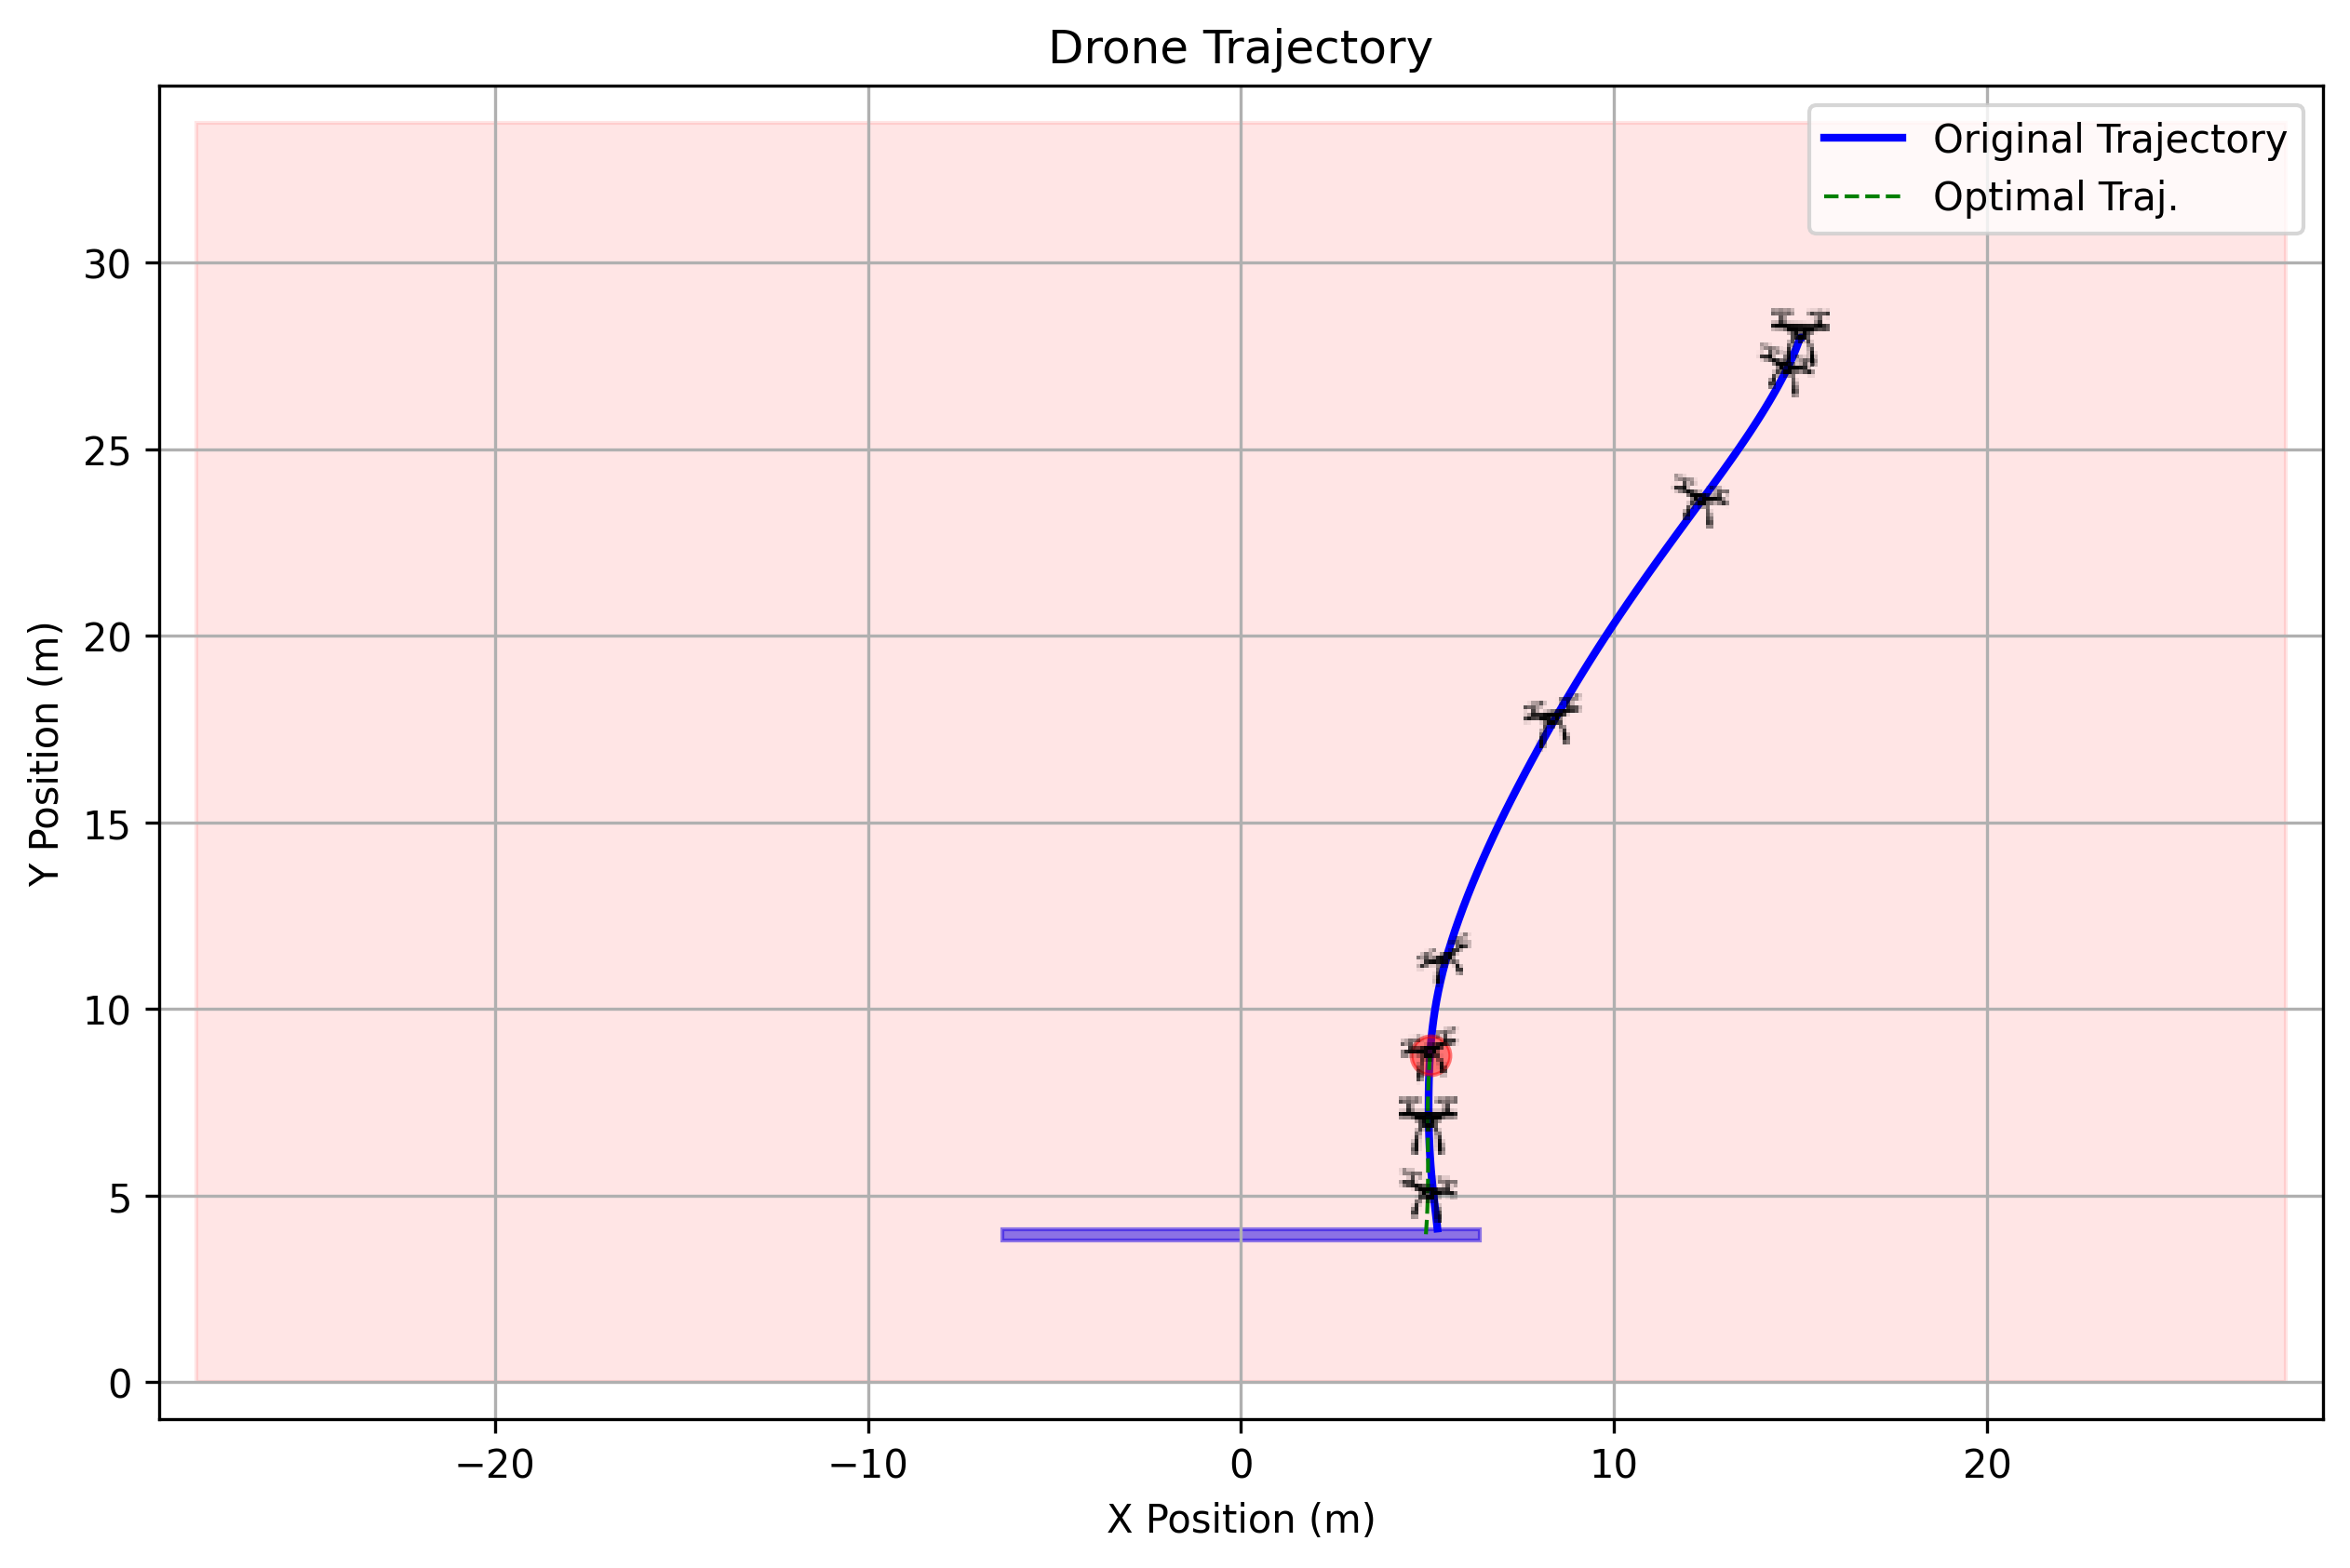 Drone Trajectory
Original Trajectory
Optimal Traj.
Y Position (m)
30
25
20
15
10
5
0
−20
−10
0
10
20
X Position (m)